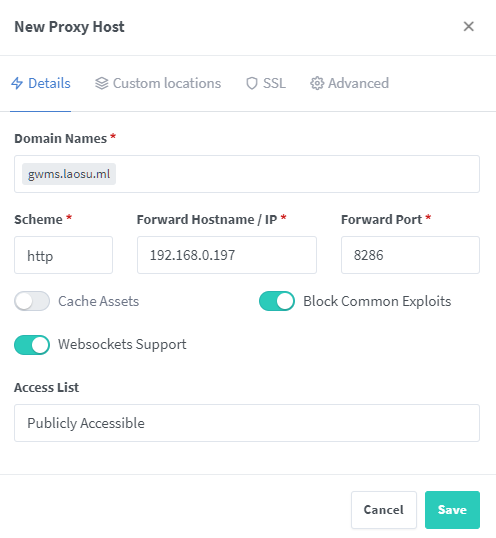 New Proxy Host ×
Details Custom locations SSL Advanced
Domain Names *
gwms.laosu.ml
Scheme * Forward Hostname / IP * Forward Port *
http 192.168.0.197 8286
Cache Assets Block Common Exploits
Websockets Support
Access List
Publicly Accessible
Cancel Save